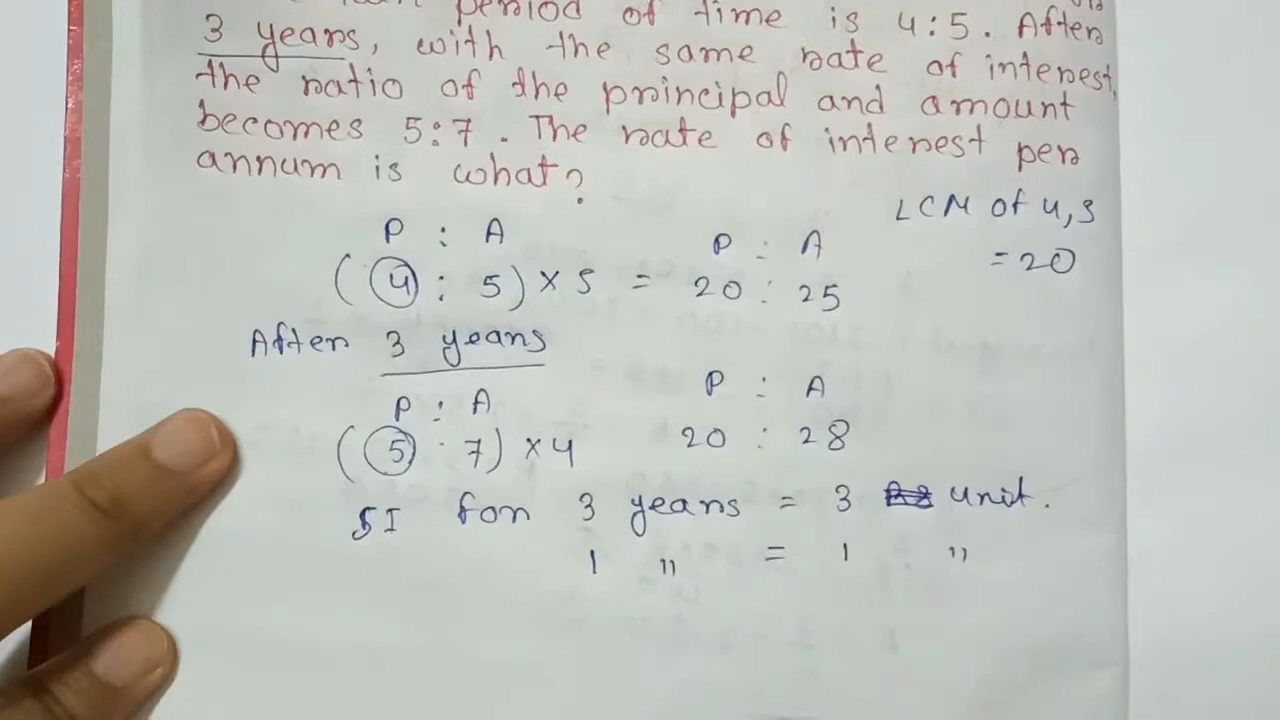 period of time is 4:5. After
3 years, with the same rate of interest,
the ratio of the principal and amount
becomes 5:7. The rate of interest per
annum is what?
LCM of 4,5
= 20
P : A
(4 : 5) × 5 = 20 : 25
P : A
After 3 years
P : A
(5 : 7) × 4
P : A
20 : 28
SI for 3 years = 3 unit.
1 " = 1 "